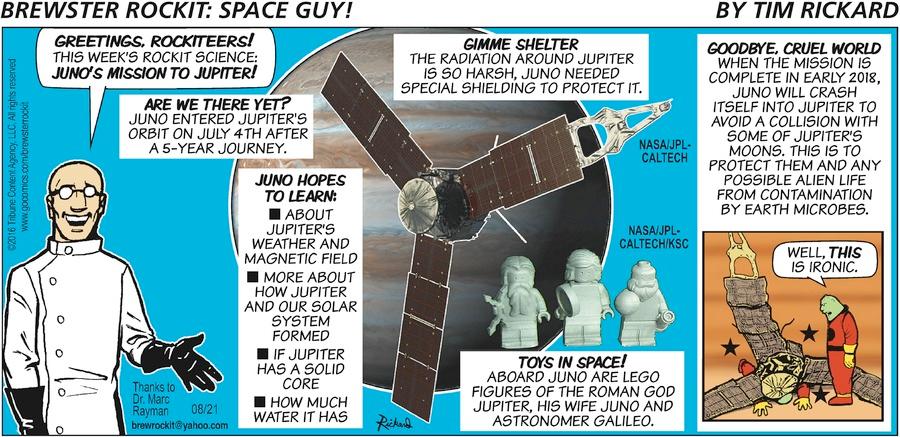 BREWSTER ROCKIT: SPACE GUY!
BY TIM RICKARD
GREETINGS, ROCKITEERS!
THIS WEEK'S ROCKIT SCIENCE:
JUNO'S MISSION TO JUPITER!
ARE WE THERE YET?
JUNO ENTERED JUPITER'S
ORBIT ON JULY 4TH AFTER
A 5-YEAR JOURNEY.
JUNO HOPES
TO LEARN:
■ ABOUT
JUPITER'S
WEATHER AND
MAGNETIC FIELD
■ MORE ABOUT
HOW JUPITER
AND OUR SOLAR
SYSTEM
FORMED
■ IF JUPITER
HAS A SOLID
CORE
■ HOW MUCH
WATER IT HAS
GIMME SHELTER
THE RADIATION AROUND JUPITER
IS SO HARSH, JUNO NEEDED
SPECIAL SHIELDING TO PROTECT IT.
NASA/JPL-
CALTECH
NASA/JPL-
CALTECH/KSC
TOYS IN SPACE!
ABOARD JUNO ARE LEGO
FIGURES OF THE ROMAN GOD
JUPITER, HIS WIFE JUNO AND
ASTRONOMER GALILEO.
GOODBYE, CRUEL WORLD
WHEN THE MISSION IS
COMPLETE IN EARLY 2018,
JUNO WILL CRASH
ITSELF INTO JUPITER TO
AVOID A COLLISION WITH
SOME OF JUPITER'S
MOONS. THIS IS TO
PROTECT THEM AND ANY
POSSIBLE ALIEN LIFE
FROM CONTAMINATION
BY EARTH MICROBES.
WELL, THIS
IS IRONIC.
©2016 Tribune Content Agency, LLC. All rights reserved
www.gocomics.com/brewsterrockit
Thanks to
Dr. Marc
Rayman
08/21
brewrockit@yahoo.com
Rickard